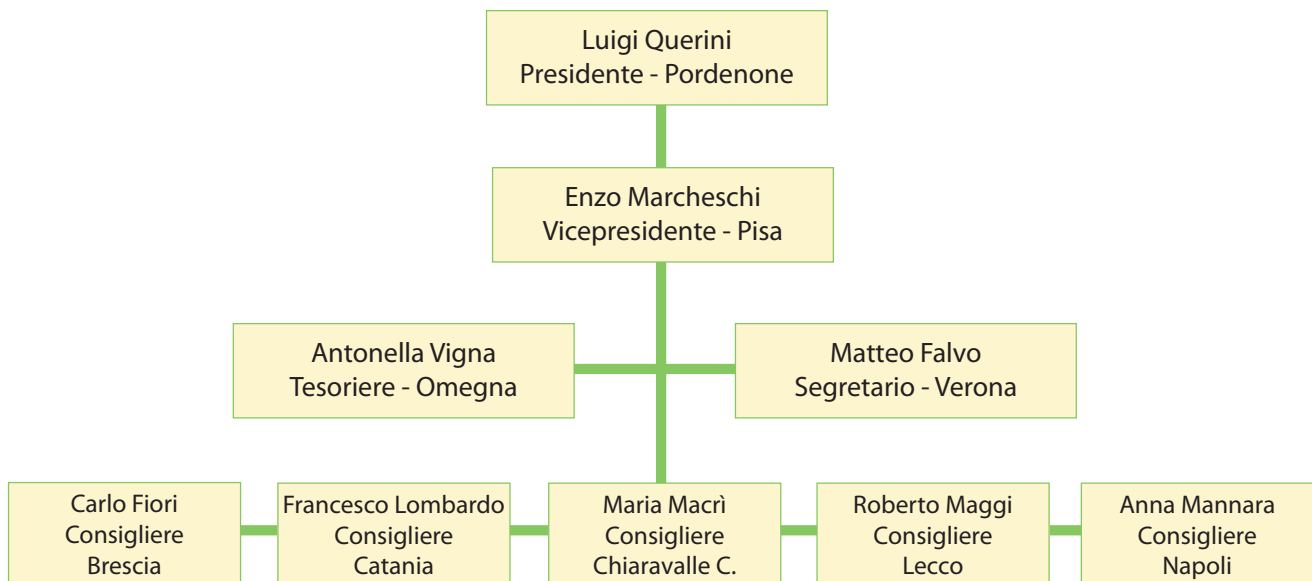 Luigi Querini
Presidente - Pordenone
Enzo Marcheschi
Vicepresidente - Pisa
Antonella Vigna
Tesoriere - Omegna
Matteo Falvo
Segretario - Verona
Carlo Fiori
Consigliere
Brescia
Francesco Lombardo
Consigliere
Catania
Maria Macrì
Consigliere
Chiaravalle C.
Roberto Maggi
Consigliere
Lecco
Anna Mannara
Consigliere
Napoli